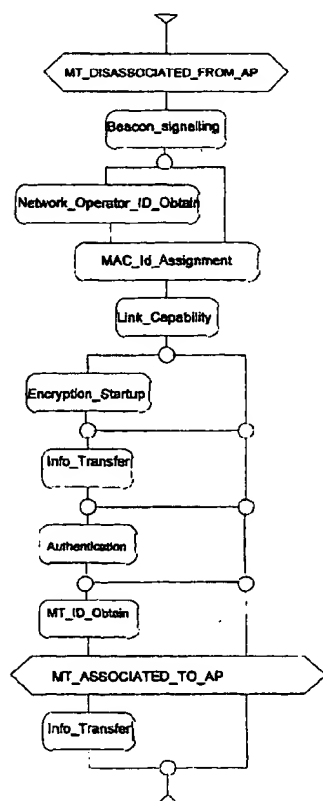 MT_DISASSOCIATED_FROM_AP
Beacon_signalling
Network_Operator_ID_Obtain
MAC_Id_Assignment
Link_Capability
Encryption_Startup
Info_Transfer
Authentication
MT_ID_Obtain
MT_ASSOCIATED_TO_AP
Info_Transfer